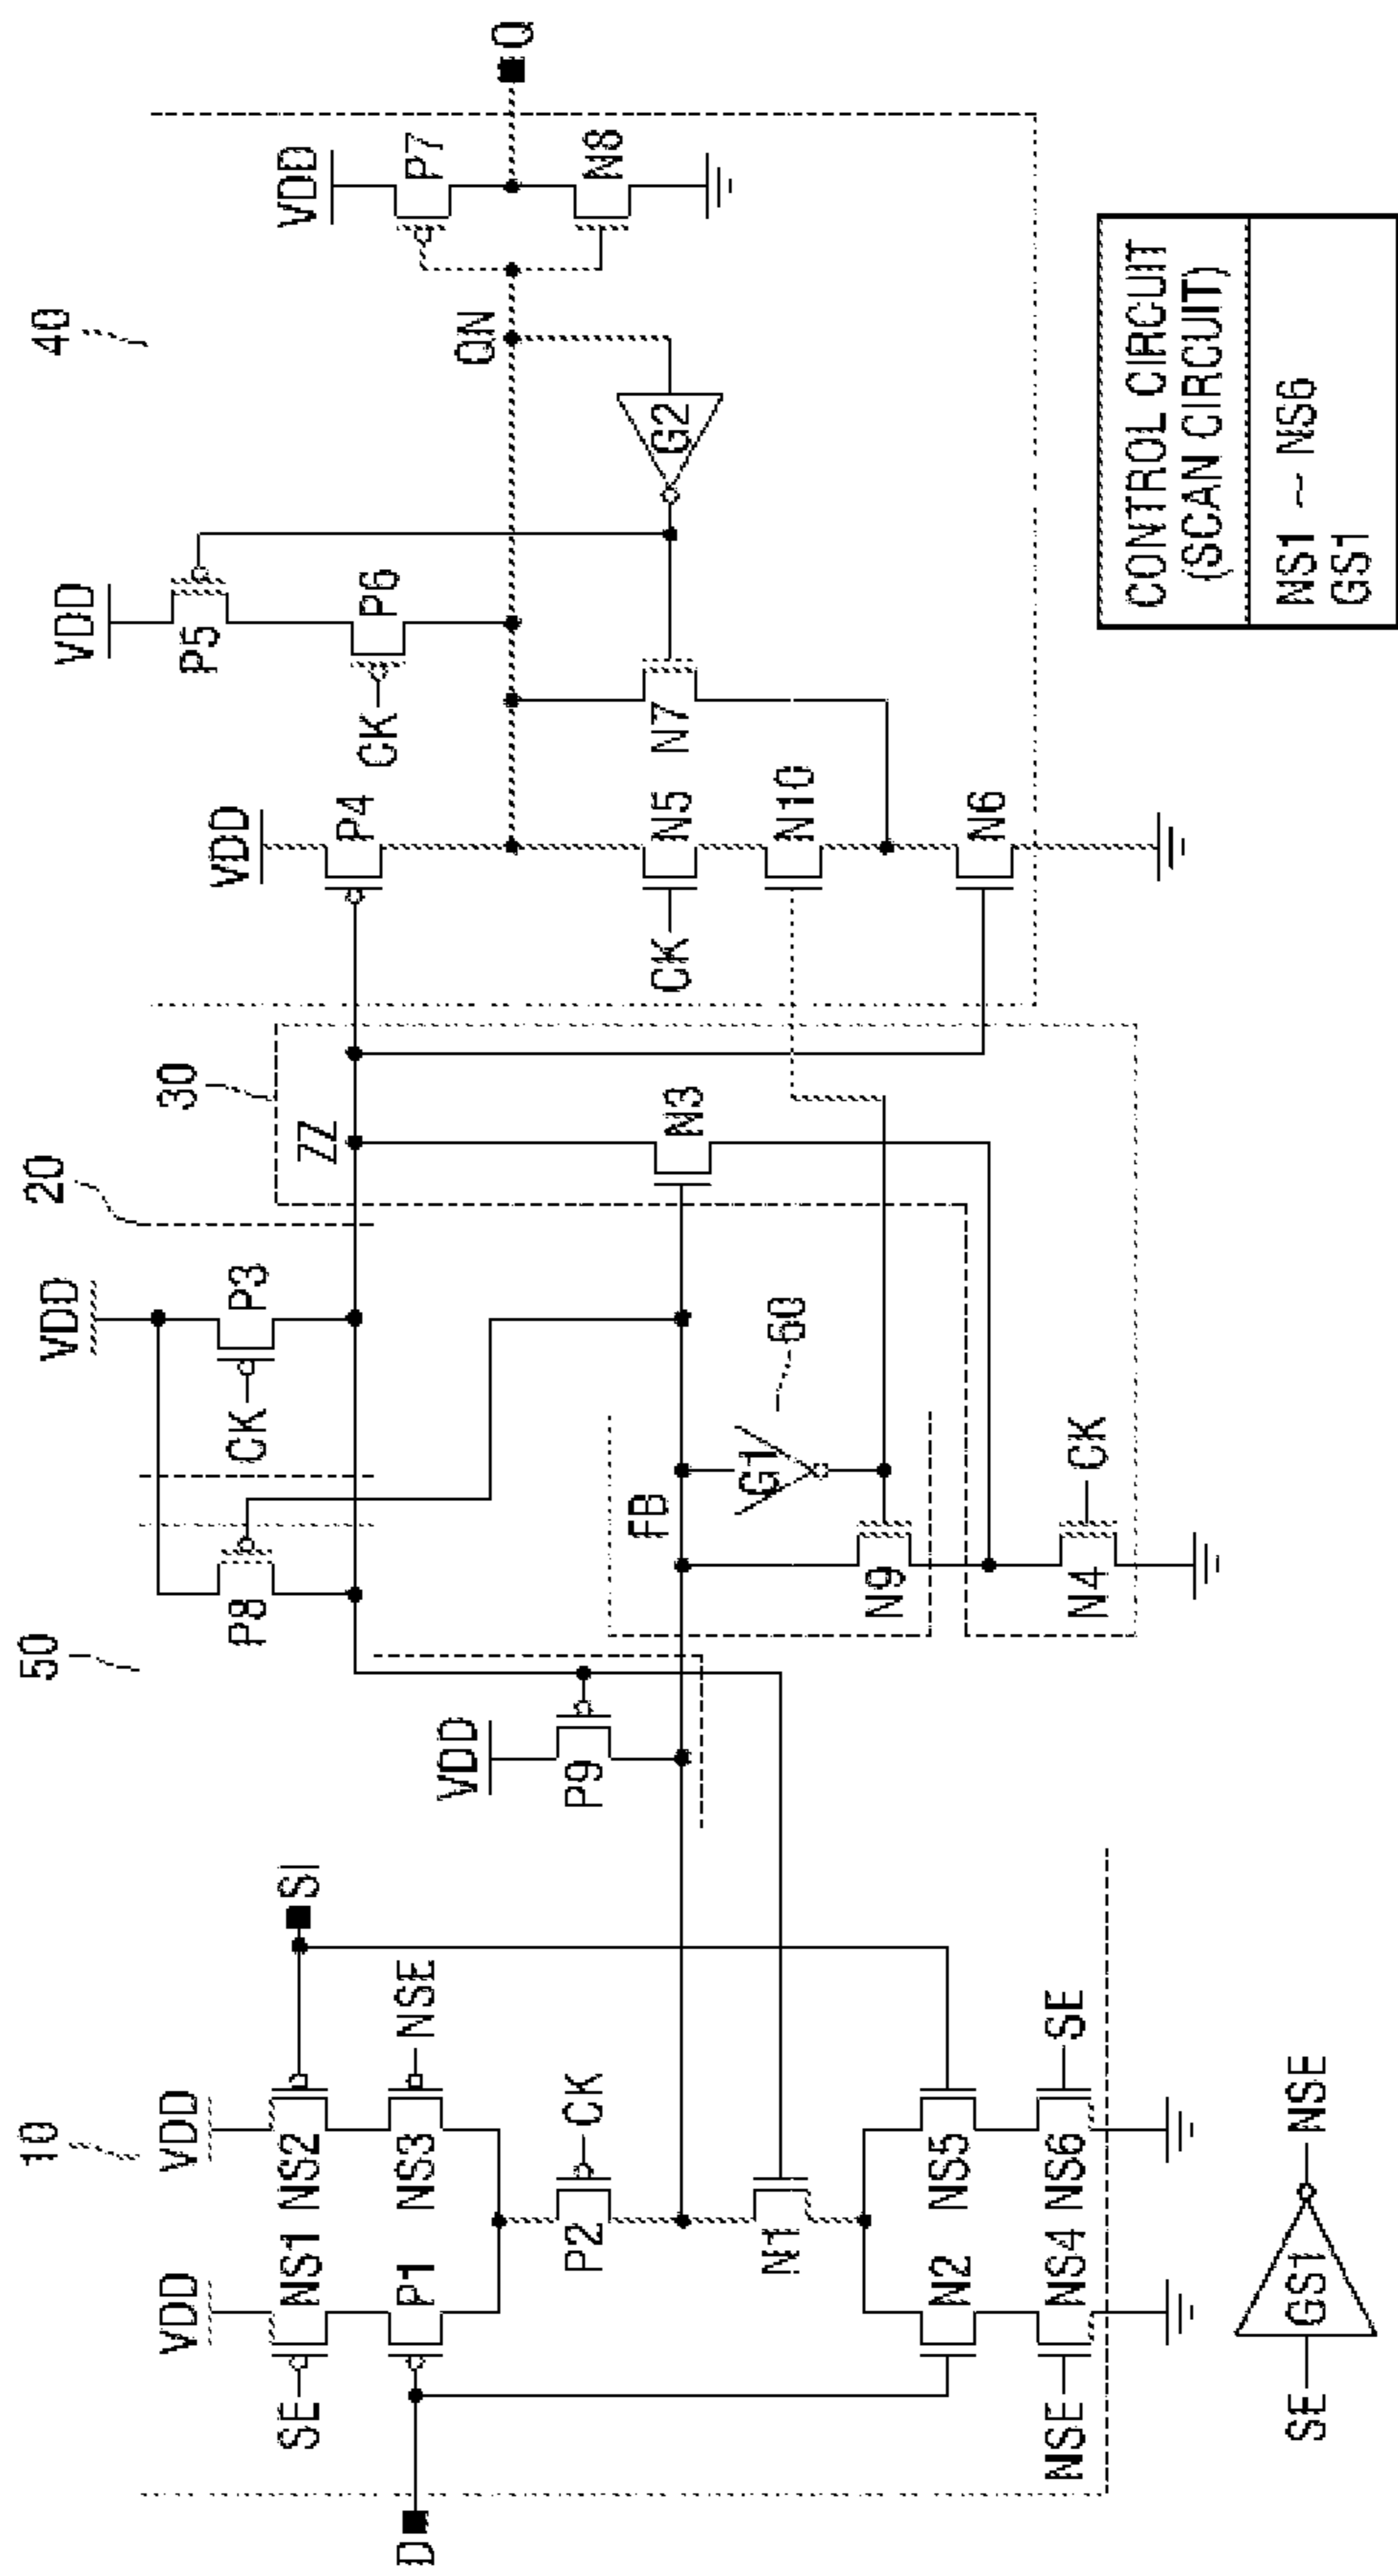 10
50
20
30
40
VDD
VDD
SE
NS1
NS2
SI
D
P1
NS3
NSE
P2
CK
N1
N2
NS5
NSE
NS4
NS6
SE
SE
GS1
NSE
VDD
P9
VDD
P8
CK
P3
ZZ
FB
G1
60
N9
N3
N4
CK
VDD
P4
CK
N5
N10
N6
VDD
P5
CK
P6
N7
G2
QN
VDD
P7
N8
Q
CONTROL CIRCUIT
(SCAN CIRCUIT)
NS1 ~ NS6
GS1